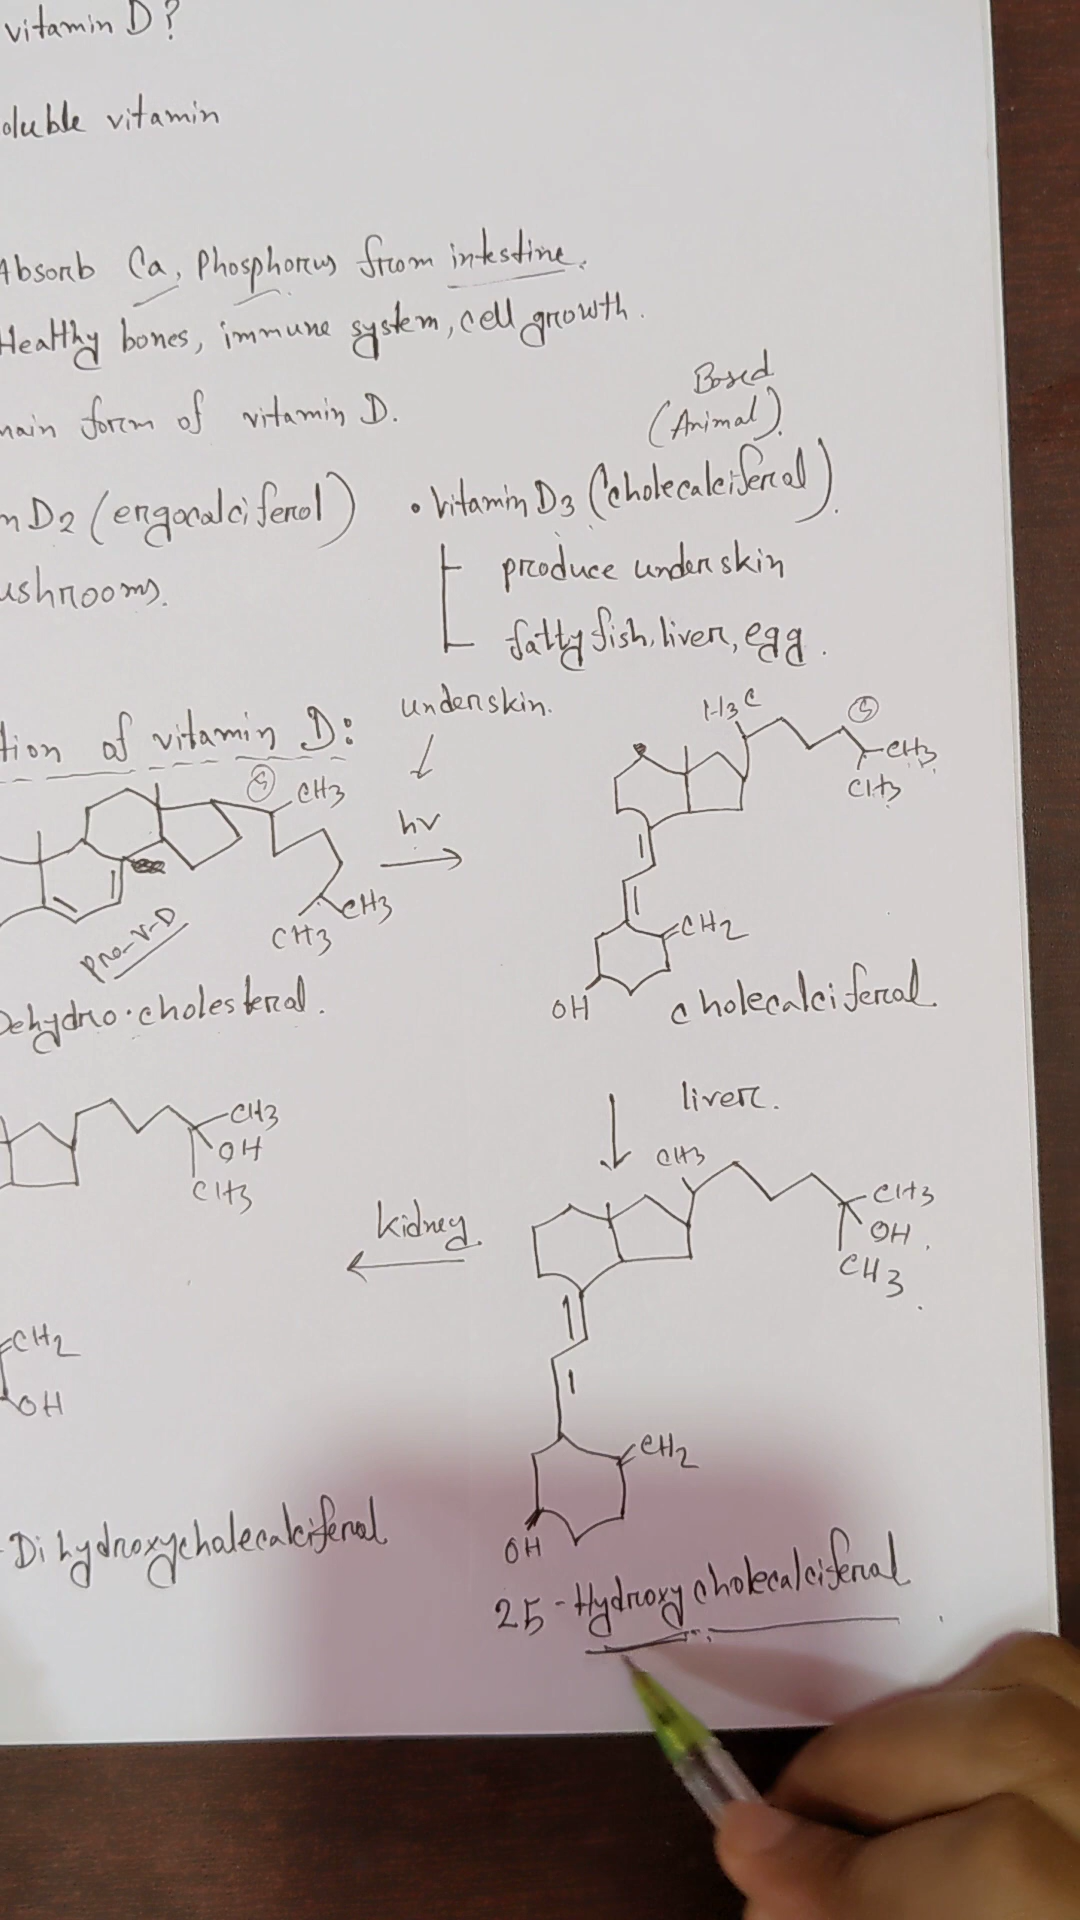 vitamin D?
oluble vitamin
Absorb Ca, Phosphorus from intestine.
Healthy bones, immune system, cell growth.
main form of vitamin D.
Based
(Animal).
n D2 (ergocalciferol)
• Vitamin D3 (Cholecalciferol).
ushrooms.
produce under skin
fatty fish, liver, egg.
tion of vitamin D:
under skin.
hν
S
CH3
CH3
CH3
Pro-V-D
Dehydro・cholesterol.
H3C
S
CH3
CH3
=CH2
OH
cholecalciferol
liver.
CH3
CH3
OH.
CH3
CH2
OH
25-Hydroxycholecalciferol
kidney
CH3
OH
CH3
CH2
OH
-Dihydroxycholecalciferol